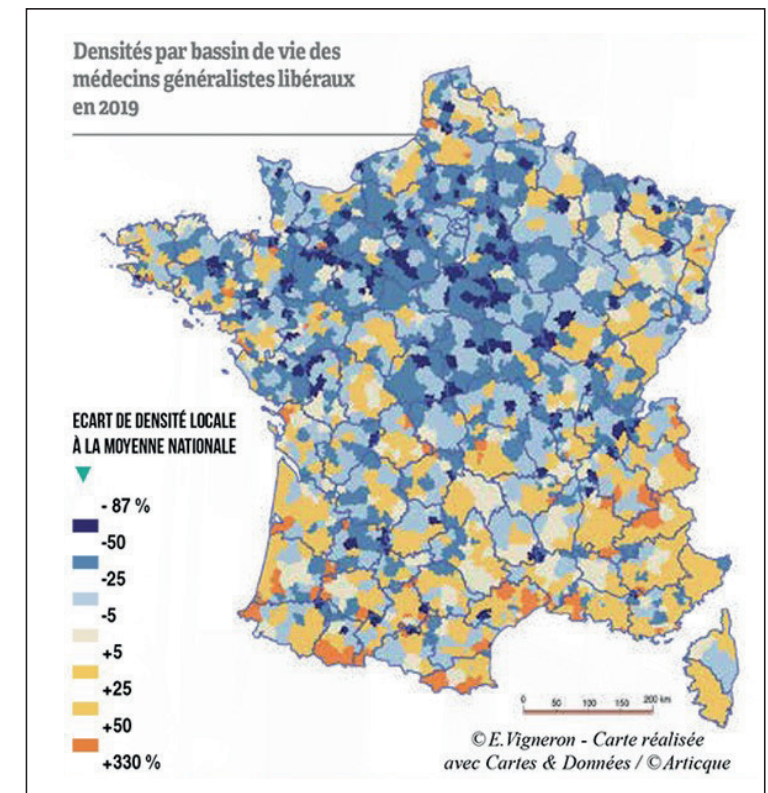 Densités par bassin de vie des
médecins généralistes libéraux
en 2019
ECART DE DENSITÉ LOCALE
À LA MOYENNE NATIONALE
- 87 %
-50
-25
-5
+5
+25
+50
+330 %
0 50 100 150 200 km
© E.Vigneron - Carte réalisée
avec Cartes & Données / © Articque